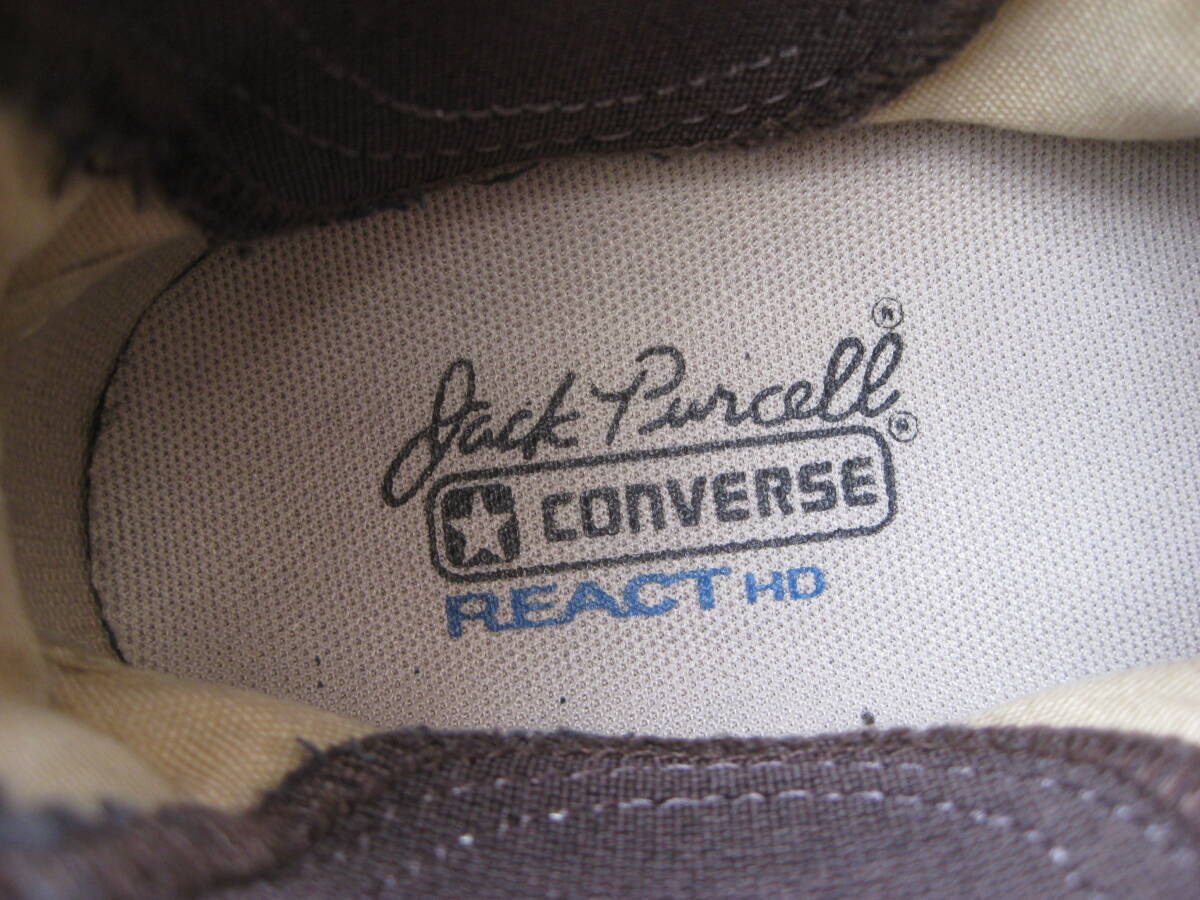 Jack Purcell®
CONVERSE®
REACT HD